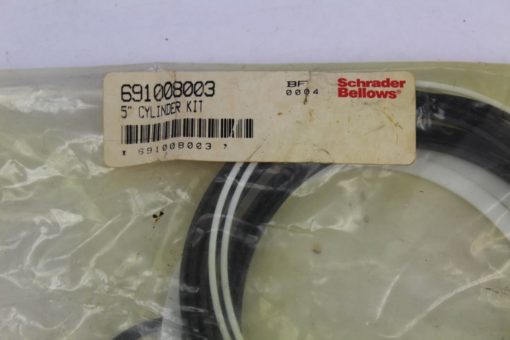 691008003
5" CYLINDER KIT
* 691008003 *
BF
0004
Schrader
Bellows®